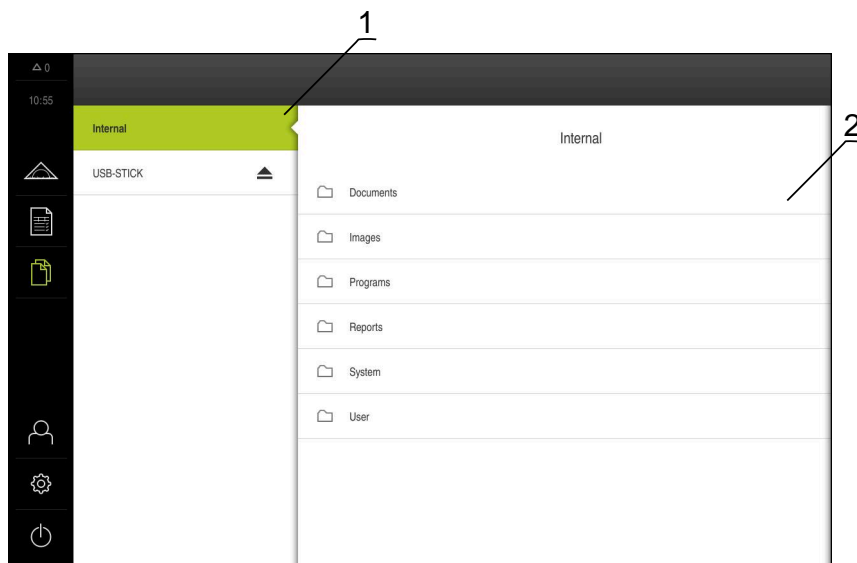 1
0
10:55
Internal
USB-STICK
Internal
2
Documents
Images
Programs
Reports
System
User